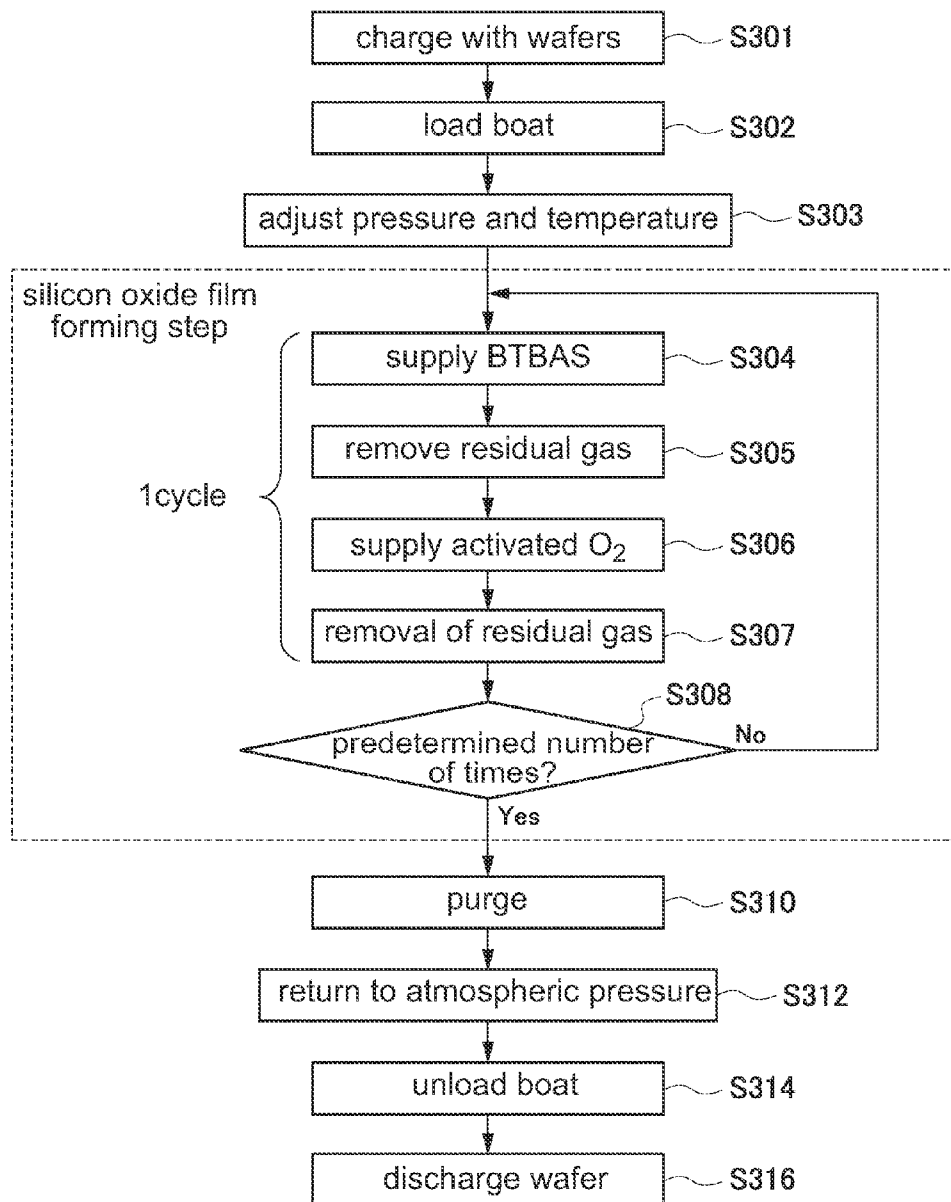 charge with wafers S301
load boat S302
adjust pressure and temperature S303
silicon oxide film
forming step
supply BTBAS S304
remove residual gas S305
1cycle
supply activated O₂ S306
removal of residual gas S307
S308
predetermined number No
of times?
Yes
purge S310
return to atmospheric pressure S312
unload boat S314
discharge wafer S316